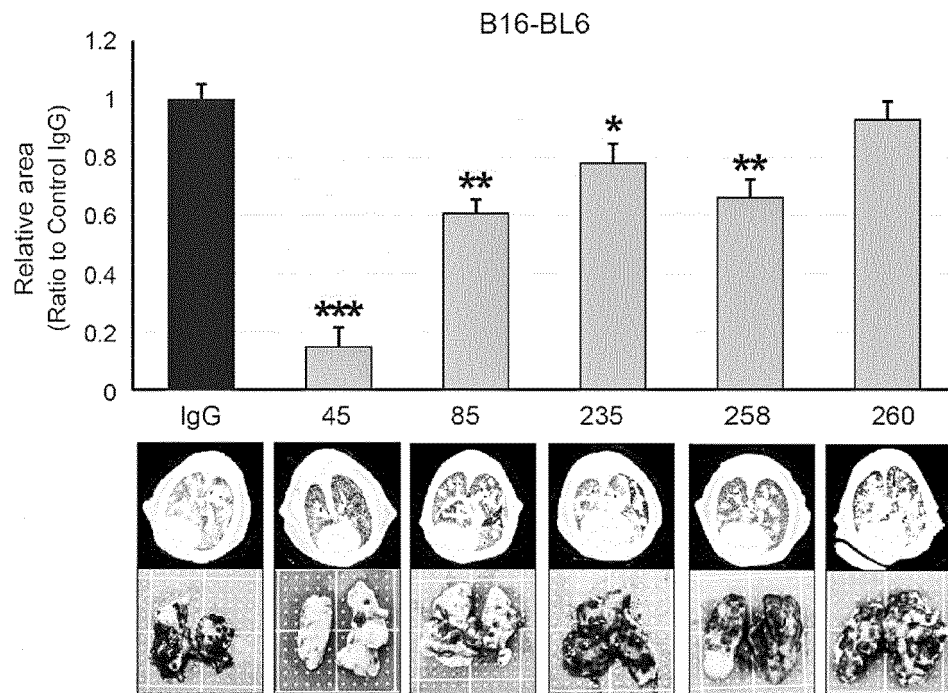 B16-BL6
Relative area
(Ratio to Control IgG)
1.2
1
0.8
0.6
0.4
0.2
0
***
**
*
**
IgG 45 85 235 258 260